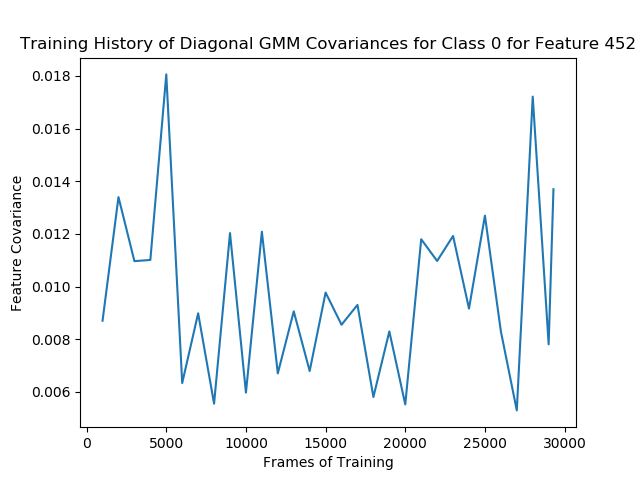 Training History of Diagonal GMM Covariances for Class 0 for Feature 452
0.018
0.016
0.014
0.012
0.010
0.008
0.006
Feature Covariance
0 5000 10000 15000 20000 25000 30000
Frames of Training